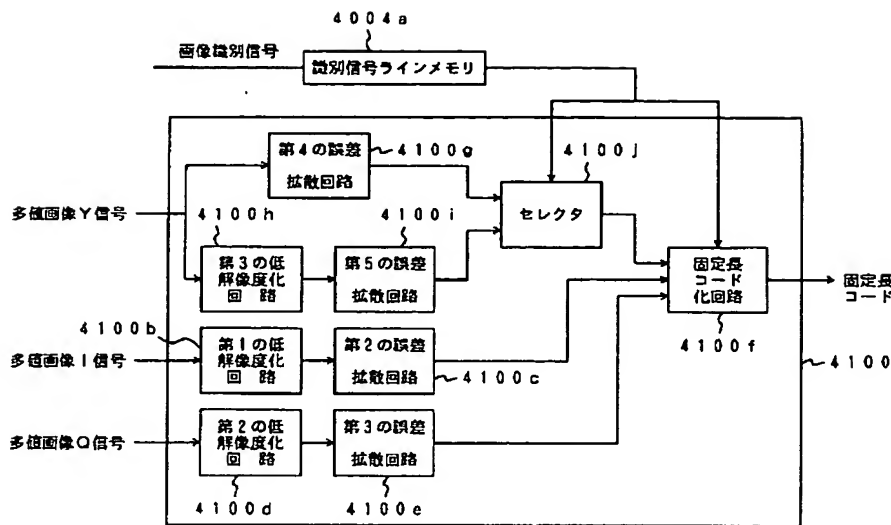 4004a
画像識別信号
識別信号ラインメモリ
第4の誤差
拡散回路
4100g
4100j
多値画像Y信号
4100h
4100i
セレクタ
第3の低
解像度化
回路
第5の誤差
拡散回路
固定長
コード
化回路
固定長
コード
4100b
多値画像I信号
第1の低
解像度化
回路
第2の誤差
拡散回路
4100c
4100f
4100
多値画像Q信号
第2の低
解像度化
回路
第3の誤差
拡散回路
4100d
4100e